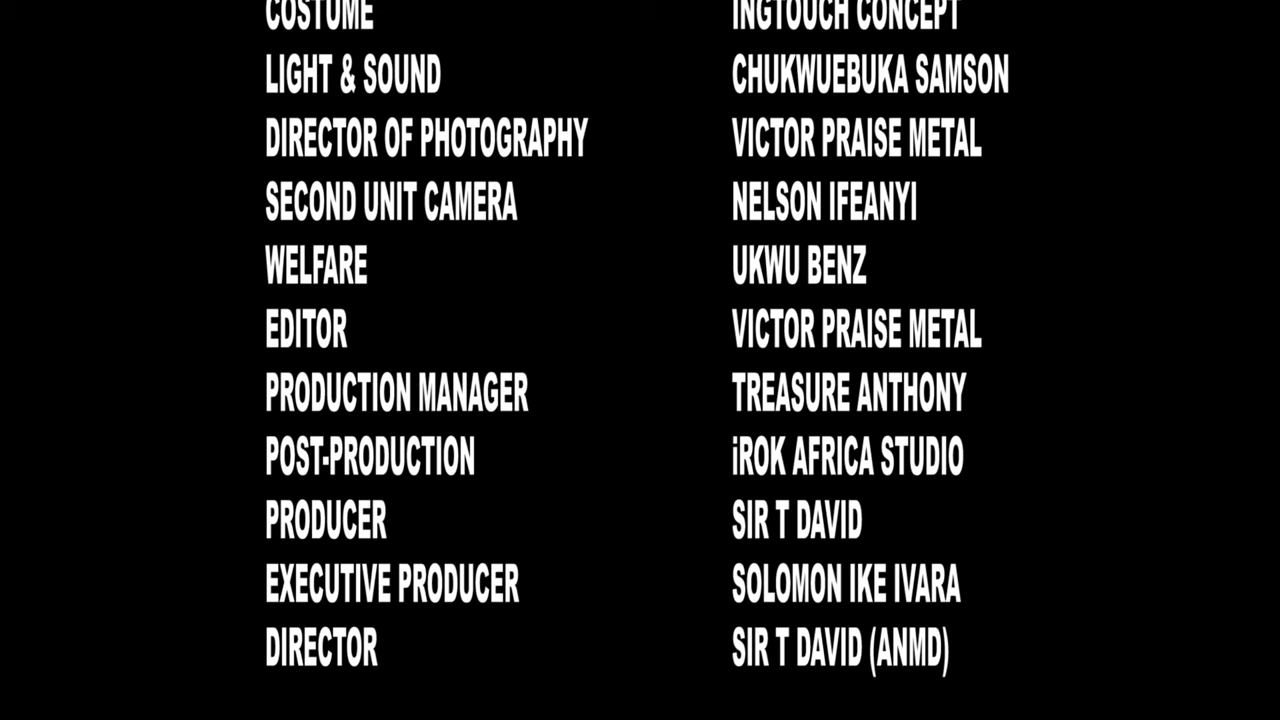 COSTUME INGTOUCH CONCEPT
LIGHT & SOUND CHUKWUEBUKA SAMSON
DIRECTOR OF PHOTOGRAPHY VICTOR PRAISE METAL
SECOND UNIT CAMERA NELSON IFEANYI
WELFARE UKWU BENZ
EDITOR VICTOR PRAISE METAL
PRODUCTION MANAGER TREASURE ANTHONY
POST-PRODUCTION iROK AFRICA STUDIO
PRODUCER SIR T DAVID
EXECUTIVE PRODUCER SOLOMON IKE IVARA
DIRECTOR SIR T DAVID (ANMD)